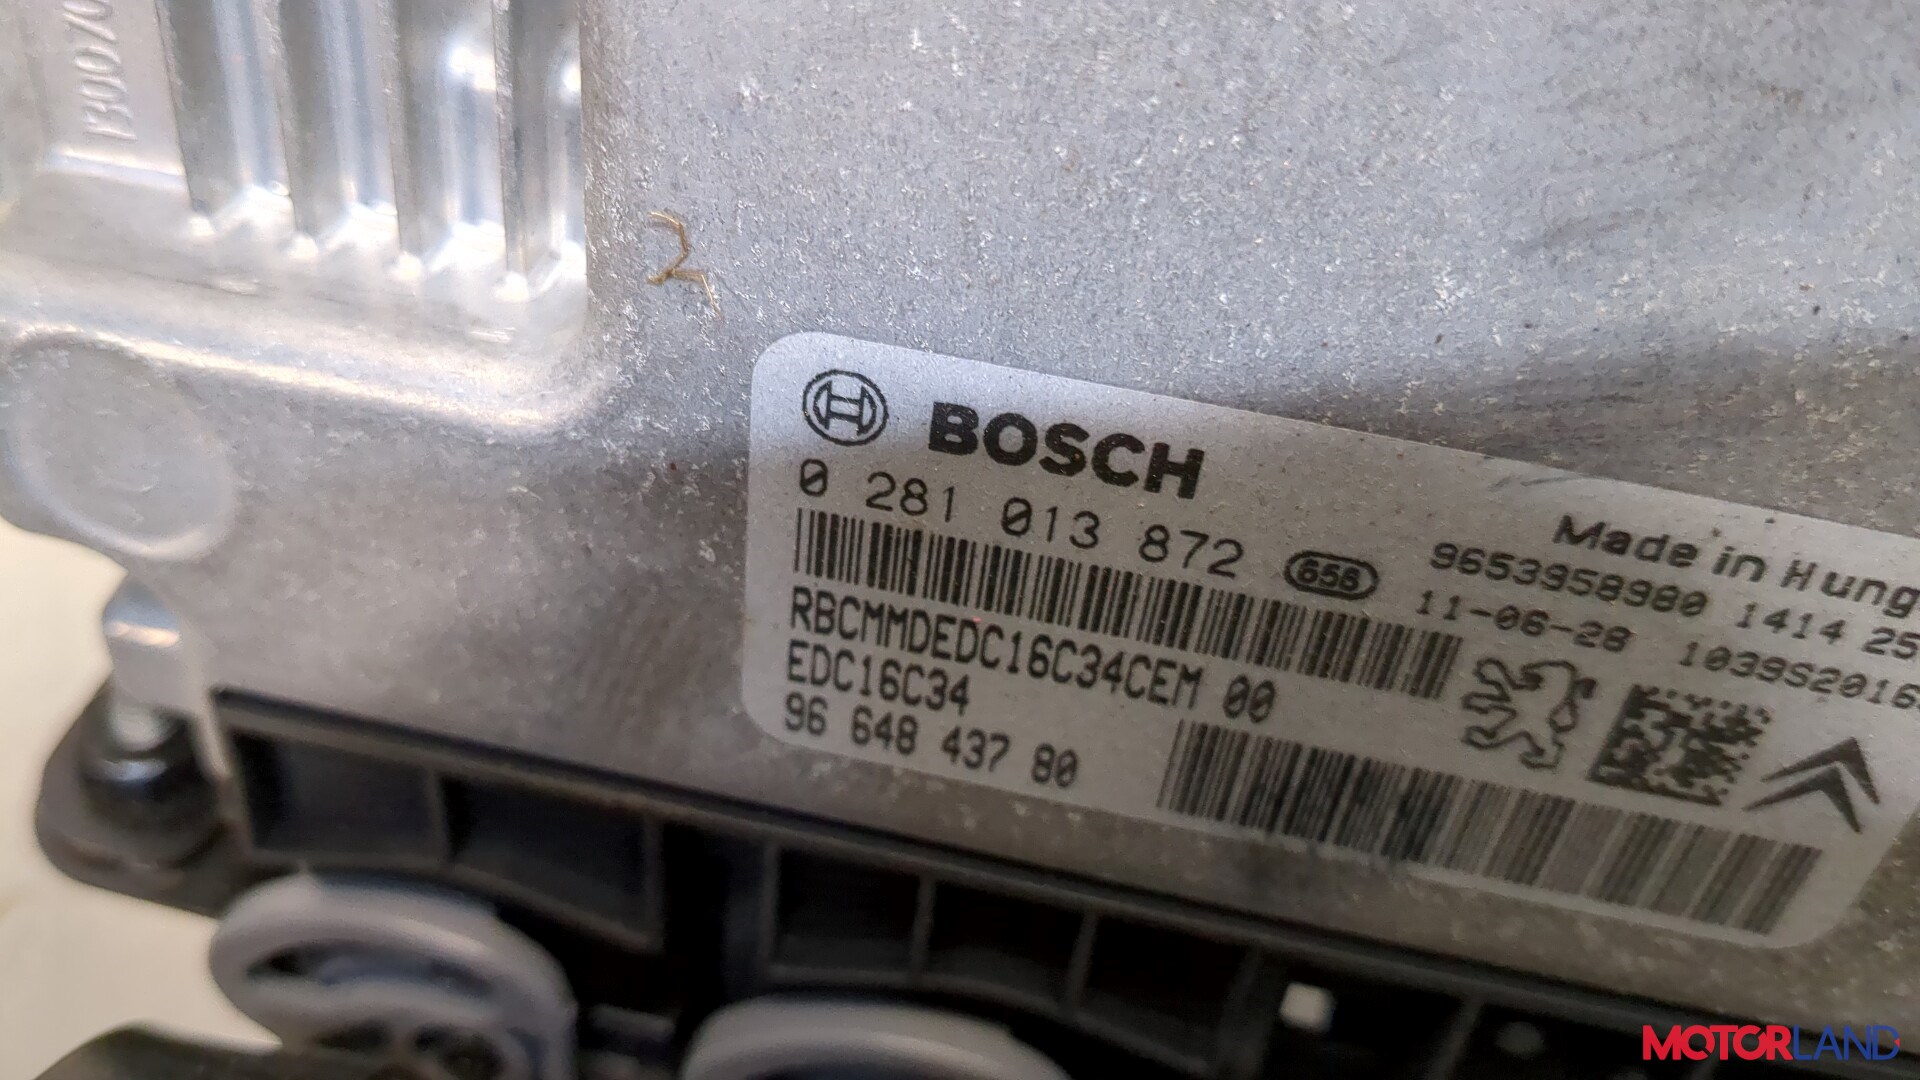 BOSCH
0 281 013 872 656
Made in Hung
9653958980 1414 25
11-06-28 1039S2016
RBCMMDEDC16C34CEM 00
EDC16C34
96 648 437 80
MOTORLAND